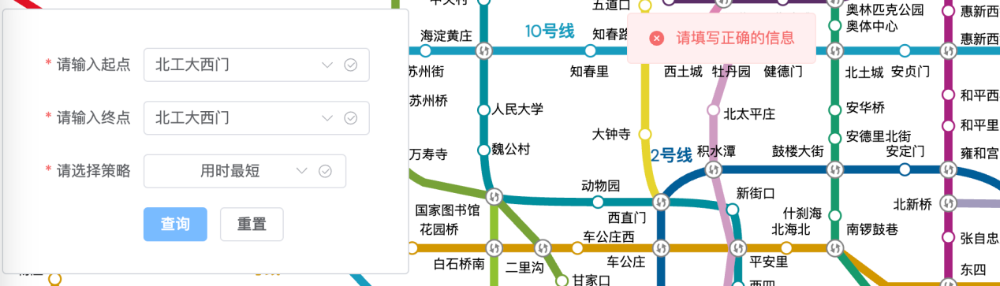 * 请输入起点
北工大西门
* 请输入终点
北工大西门
* 请选择策略
用时最短
查询
重置
请填写正确的信息
五道口
奥林匹克公园
奥体中心
惠新西
海淀黄庄
10号线
知春路
惠新西
苏州街
知春里
西土城
牡丹园
健德门
北土城
安贞门
苏州桥
人民大学
北太平庄
安华桥
和平西
大钟寺
安德里北街
和平里
万寿寺
魏公村
2号线
积水潭
鼓楼大街
安定门
雍和宫
动物园
新街口
国家图书馆
西直门
什刹海
北新桥
花园桥
车公庄西
北海北
南锣鼓巷
张自忠
白石桥南
二里沟
车公庄
平安里
东四
甘家口
西四